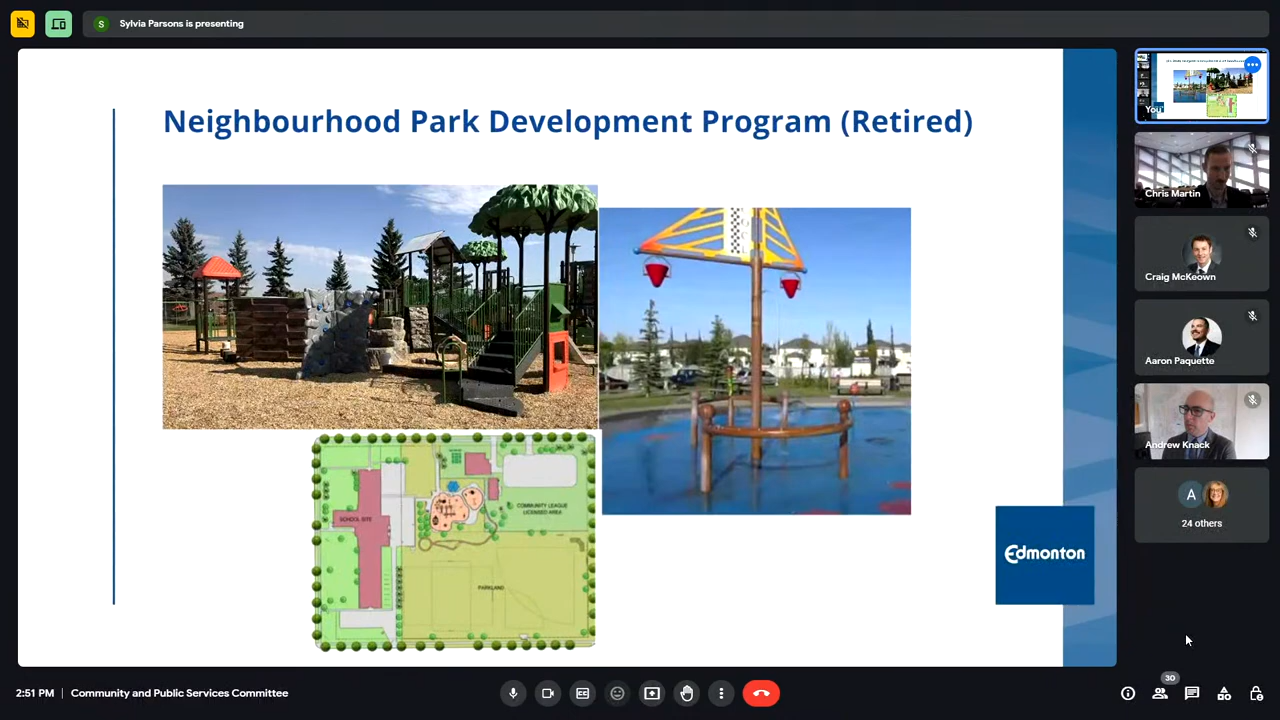 S
Sylvia Parsons is presenting
Neighbourhood Park Development Program (Retired)
SCHOOL SITE
COMMUNITY LEAGUE
LICENSED AREA
PARKLAND
Edmonton
You
Chris Martin
Craig McKeown
Aaron Paquette
Andrew Knack
A
24 others
2:51 PM | Community and Public Services Committee
30